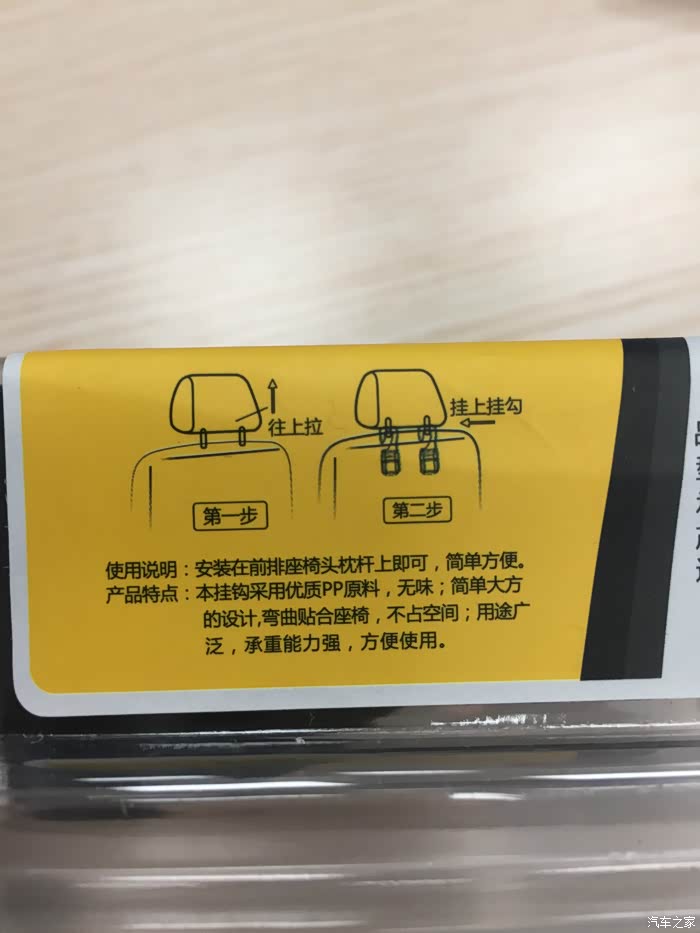 往上拉
挂上挂勾
第一步
第二步
使用说明：安装在前排座椅头枕杆上即可，简单方便。
产品特点：本挂钩采用优质PP原料，无味；简单大方
的设计,弯曲贴合座椅，不占空间；用途广
泛，承重能力强，方便使用。
汽车之家